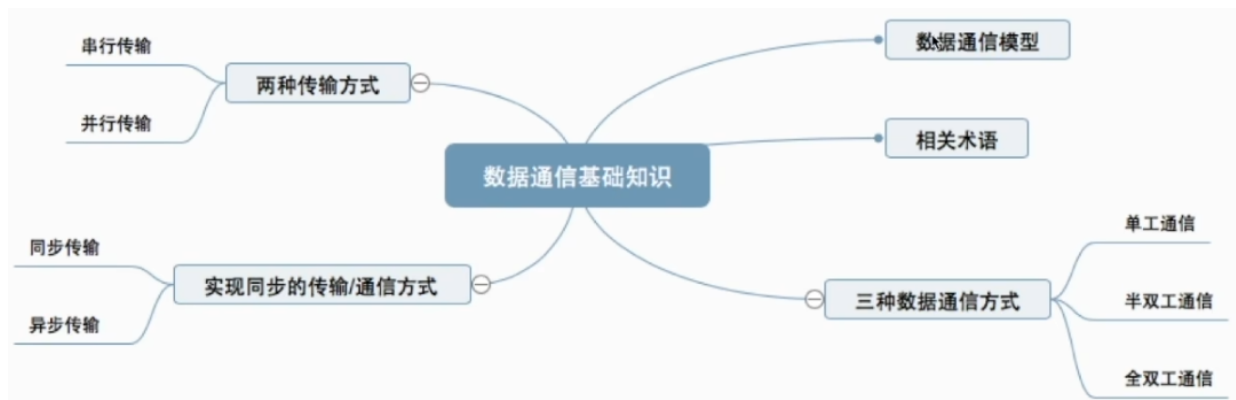 数据通信基础知识
数据通信模型
相关术语
三种数据通信方式
单工通信
半双工通信
全双工通信
两种传输方式
串行传输
并行传输
实现同步的传输/通信方式
同步传输
异步传输